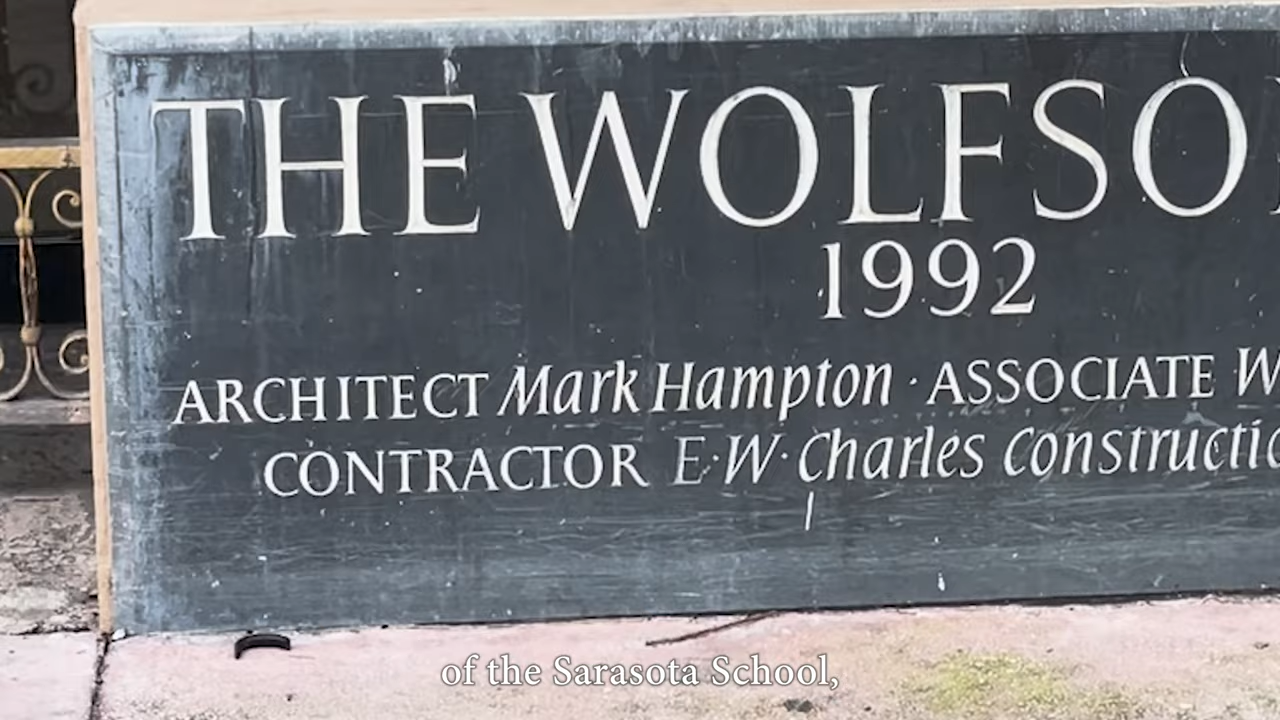 THE WOLFSO
1992
ARCHITECT Mark Hampton · ASSOCIATE W
CONTRACTOR E·W·Charles Constructi
of the Sarasota School,